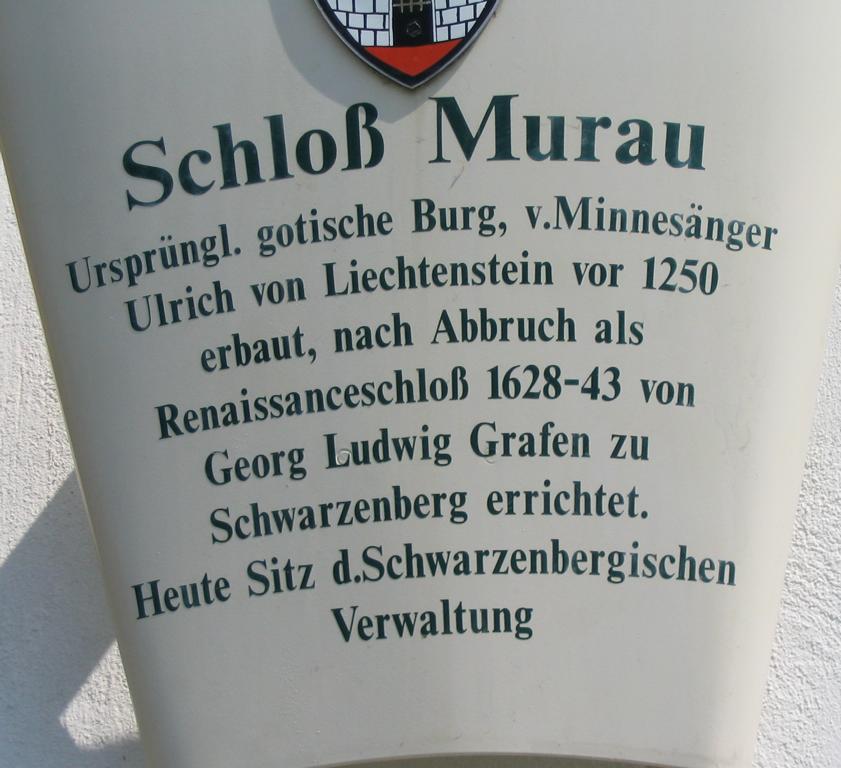 Schloß Murau
Ursprüngl. gotische Burg, v.Minnesänger
Ulrich von Liechtenstein vor 1250
erbaut, nach Abbruch als
Renaissanceschloß 1628-43 von
Georg Ludwig Grafen zu
Schwarzenberg errichtet.
Heute Sitz d.Schwarzenbergischen
Verwaltung